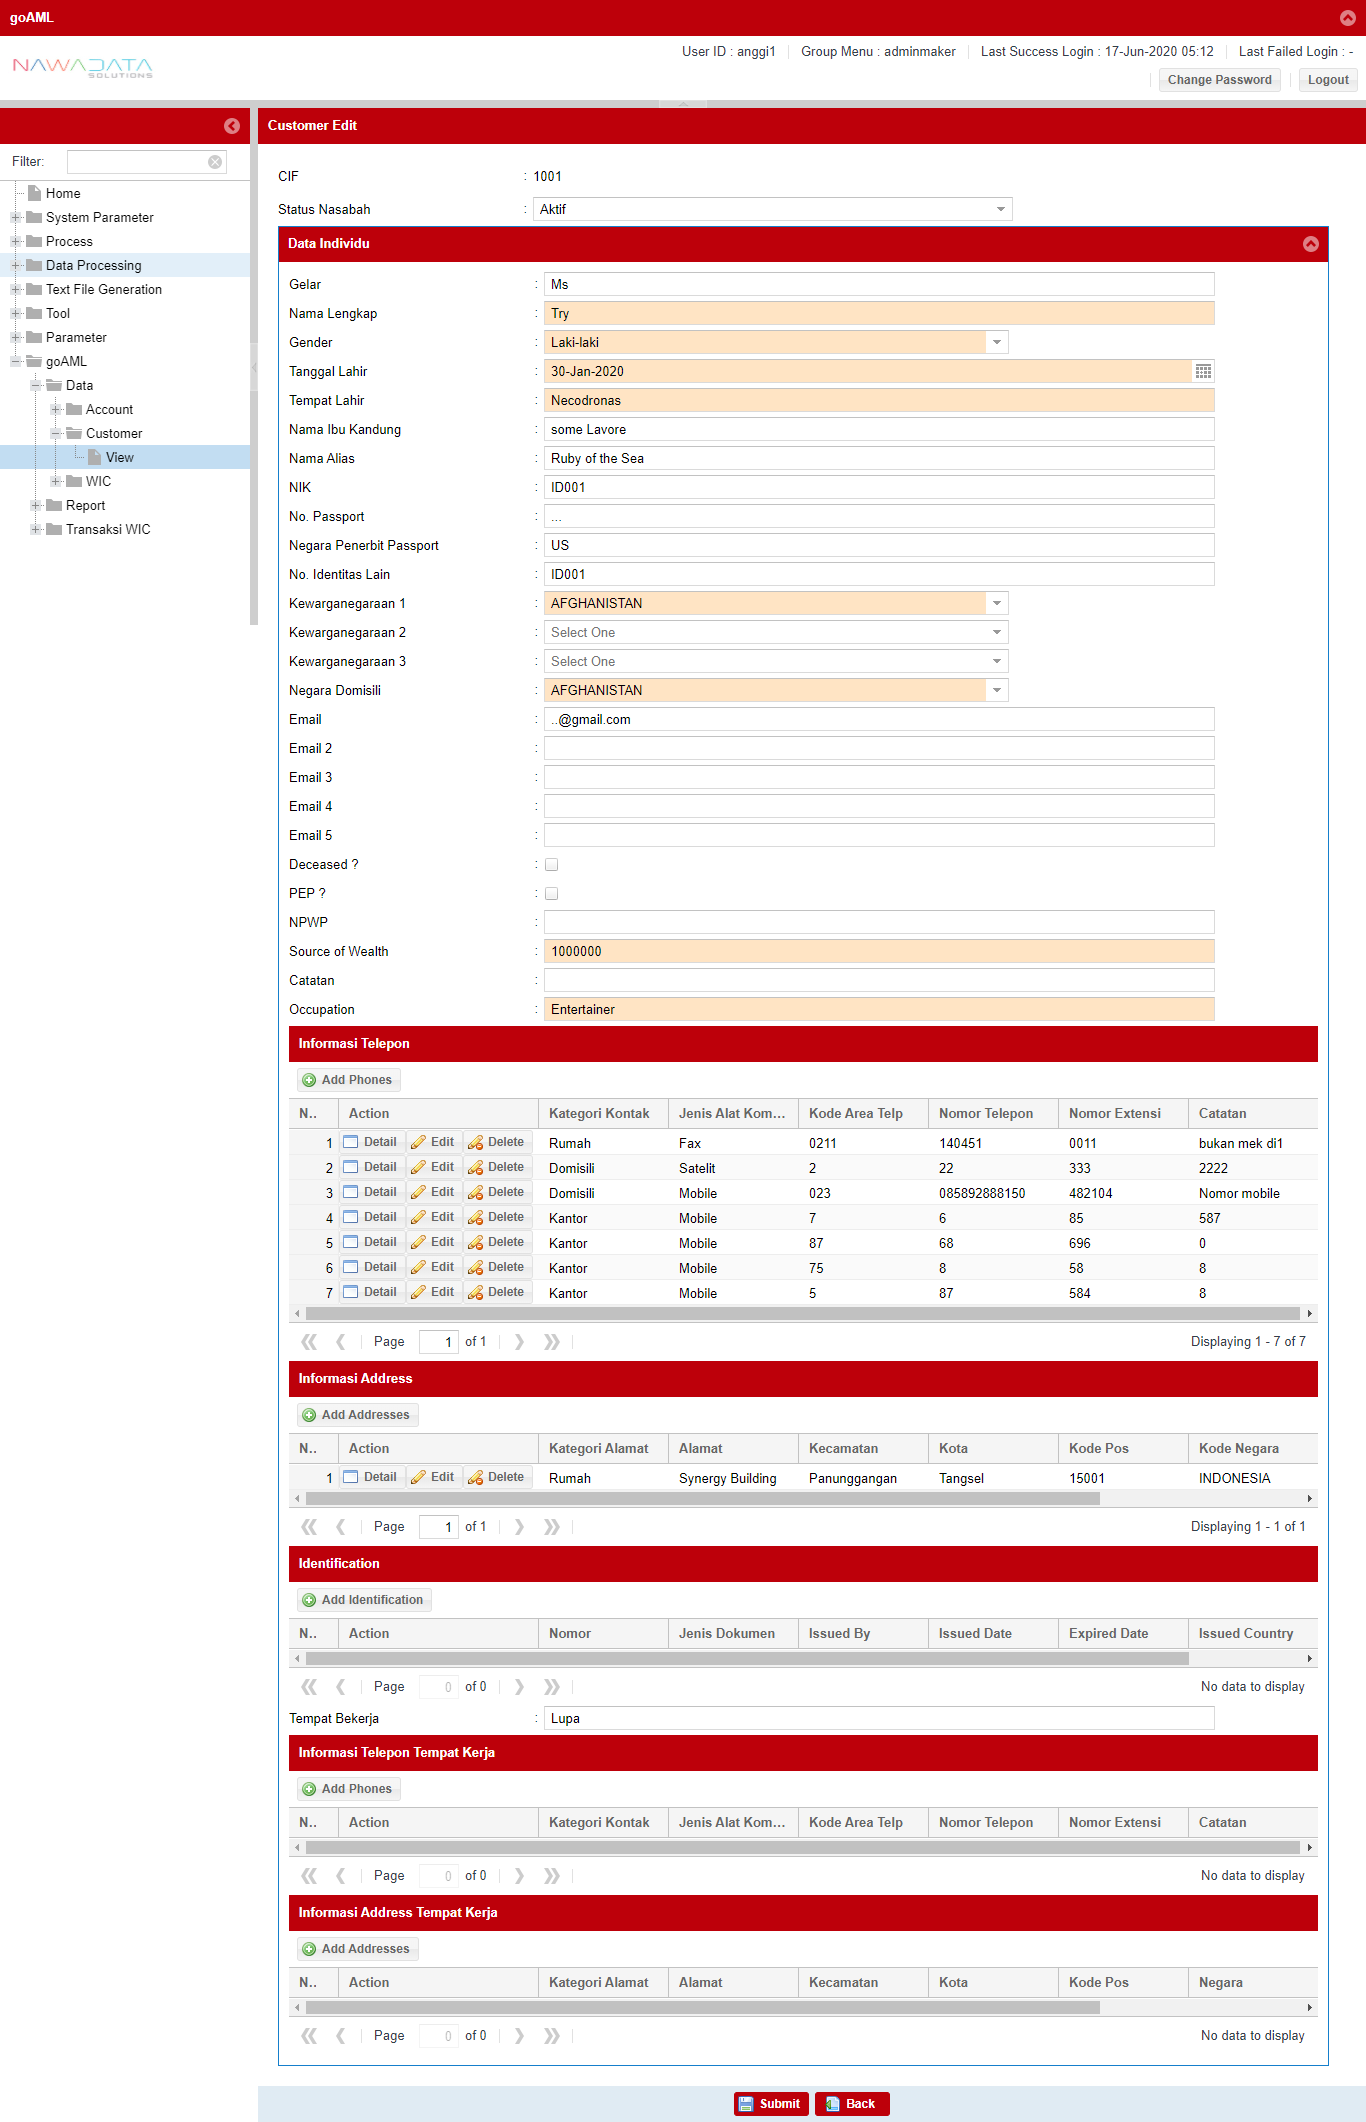 goAML
NAWADATA
SOLUTIONS
User ID : anggi1 Group Menu : adminmaker Last Success Login : 17-Jun-2020 05:12 Last Failed Login : -
Change Password Logout
Customer Edit
Filter:
Home
System Parameter
Process
Data Processing
Text File Generation
Tool
Parameter
goAML
Data
Account
Customer
View
WIC
Report
Transaksi WIC
CIF : 1001
Status Nasabah : Aktif
Data Individu
Gelar : Ms
Nama Lengkap : Try
Gender : Laki-laki
Tanggal Lahir : 30-Jan-2020
Tempat Lahir : Necodronas
Nama Ibu Kandung : some Lavore
Nama Alias : Ruby of the Sea
NIK : ID001
No. Passport : ...
Negara Penerbit Passport : US
No. Identitas Lain : ID001
Kewarganegaraan 1 : AFGHANISTAN
Kewarganegaraan 2 : Select One
Kewarganegaraan 3 : Select One
Negara Domisili : AFGHANISTAN
Email : ..@gmail.com
Email 2 :
Email 3 :
Email 4 :
Email 5 :
Deceased ? :
PEP ? :
NPWP :
Source of Wealth : 1000000
Catatan :
Occupation : Entertainer
Informasi Telepon
Add Phones
N.. Action Kategori Kontak Jenis Alat Kom... Kode Area Telp Nomor Telepon Nomor Extensi Catatan
1 Detail Edit Delete Rumah Fax 0211 140451 0011 bukan mek di1
2 Detail Edit Delete Domisili Satelit 2 22 333 2222
3 Detail Edit Delete Domisili Mobile 023 085892888150 482104 Nomor mobile
4 Detail Edit Delete Kantor Mobile 7 6 85 587
5 Detail Edit Delete Kantor Mobile 87 68 696 0
6 Detail Edit Delete Kantor Mobile 75 8 58 8
7 Detail Edit Delete Kantor Mobile 5 87 584 8
Page 1 of 1 Displaying 1 - 7 of 7
Informasi Address
Add Addresses
N.. Action Kategori Alamat Alamat Kecamatan Kota Kode Pos Kode Negara
1 Detail Edit Delete Rumah Synergy Building Panunggangan Tangsel 15001 INDONESIA
Page 1 of 1 Displaying 1 - 1 of 1
Identification
Add Identification
N.. Action Nomor Jenis Dokumen Issued By Issued Date Expired Date Issued Country
Page 0 of 0 No data to display
Tempat Bekerja : Lupa
Informasi Telepon Tempat Kerja
Add Phones
N.. Action Kategori Kontak Jenis Alat Kom... Kode Area Telp Nomor Telepon Nomor Extensi Catatan
Page 0 of 0 No data to display
Informasi Address Tempat Kerja
Add Addresses
N.. Action Kategori Alamat Alamat Kecamatan Kota Kode Pos Negara
Page 0 of 0 No data to display
Submit Back